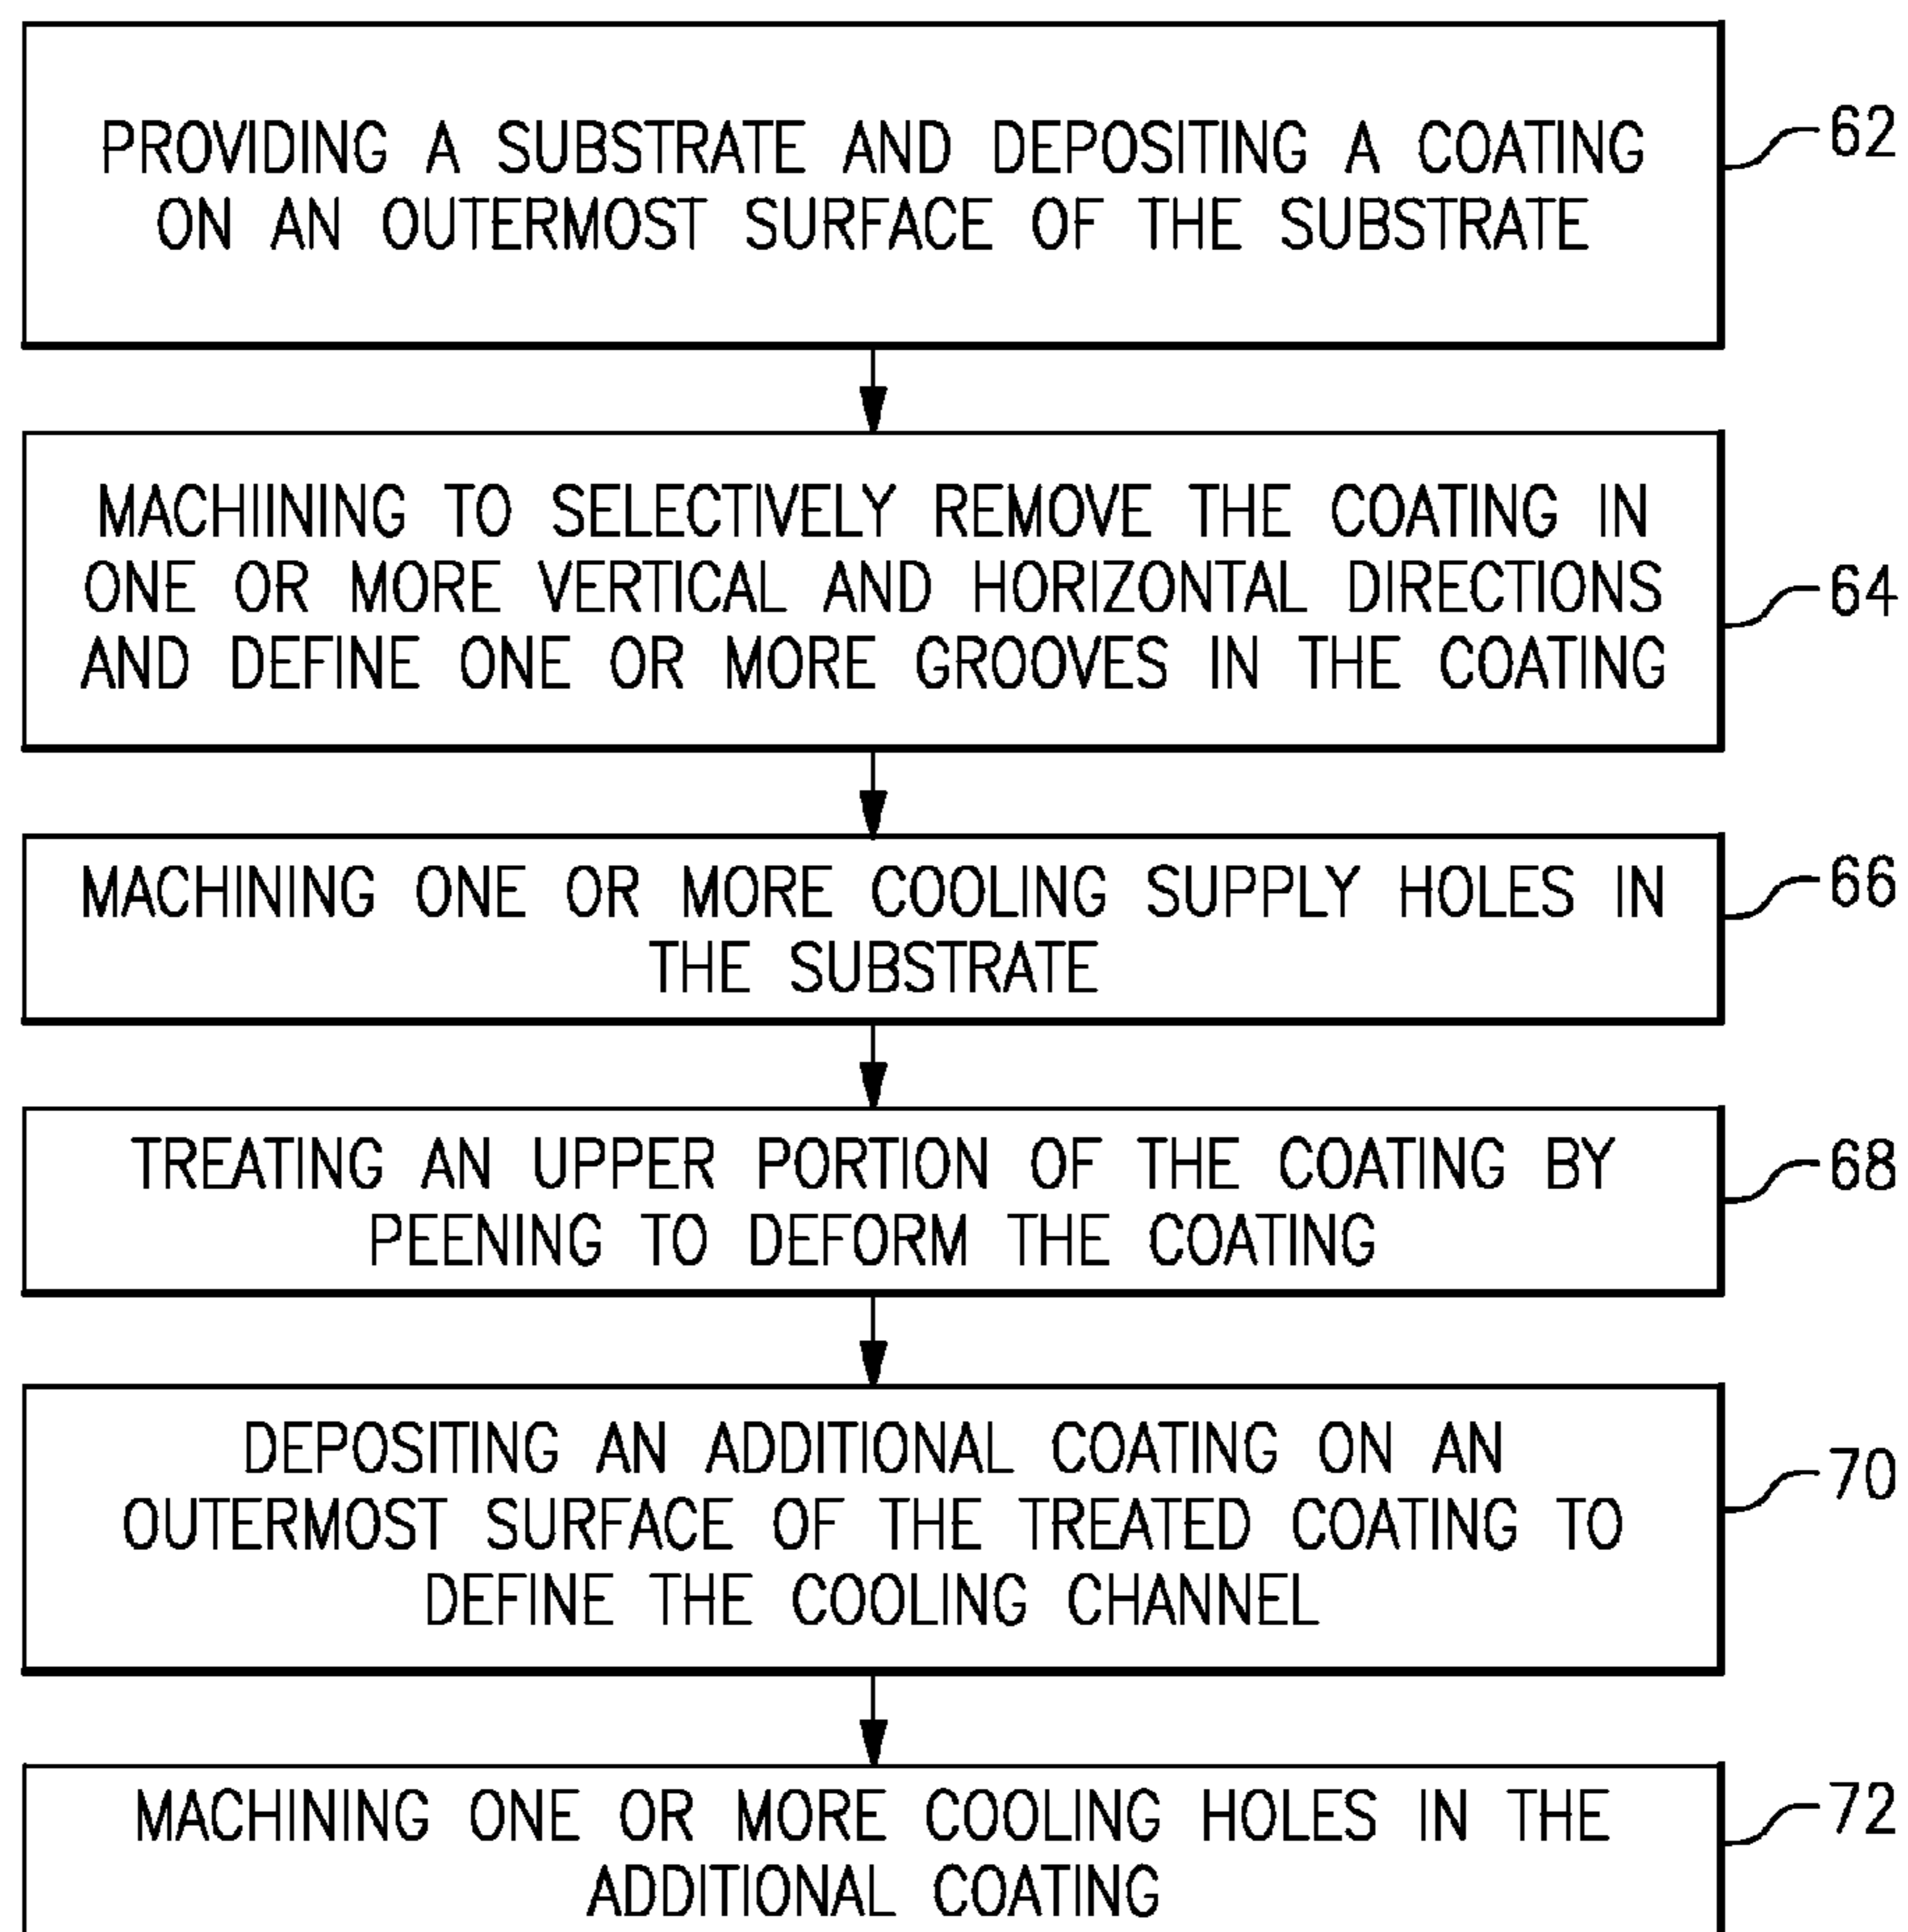 PROVIDING A SUBSTRATE AND DEPOSITING A COATING
ON AN OUTERMOST SURFACE OF THE SUBSTRATE
62
MACHIINING TO SELECTIVELY REMOVE THE COATING IN
ONE OR MORE VERTICAL AND HORIZONTAL DIRECTIONS
AND DEFINE ONE OR MORE GROOVES IN THE COATING
64
MACHINING ONE OR MORE COOLING SUPPLY HOLES IN
THE SUBSTRATE
66
TREATING AN UPPER PORTION OF THE COATING BY
PEENING TO DEFORM THE COATING
68
DEPOSITING AN ADDITIONAL COATING ON AN
OUTERMOST SURFACE OF THE TREATED COATING TO
DEFINE THE COOLING CHANNEL
70
MACHINING ONE OR MORE COOLING HOLES IN THE
ADDITIONAL COATING
72